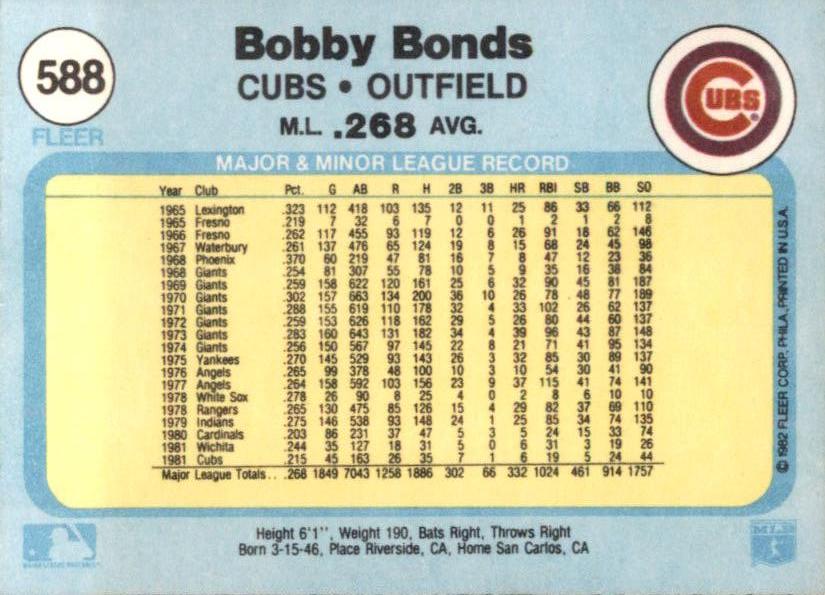 588
FLEER
Bobby Bonds
CUBS • OUTFIELD
M.L. .268 AVG.
CUBS
MAJOR & MINOR LEAGUE RECORD
Year Club Pct. G AB R H 2B 3B HR RBI SB BB SO
1965 Lexington .323 112 418 103 135 12 11 25 86 33 66 112
1965 Fresno .219 7 32 6 7 0 0 1 2 1 2 8
1966 Fresno .262 117 455 93 119 12 6 26 91 18 62 146
1967 Waterbury .261 137 476 65 124 19 8 15 68 24 45 98
1968 Phoenix .370 60 219 47 81 16 7 8 47 12 23 36
1968 Giants .254 81 307 55 78 10 5 9 35 16 38 84
1969 Giants .259 158 622 120 161 25 6 32 90 45 81 187
1970 Giants .302 157 663 134 200 36 10 26 78 48 77 189
1971 Giants .288 155 619 110 178 32 4 33 102 26 62 137
1972 Giants .259 153 626 118 162 29 5 26 80 44 60 137
1973 Giants .283 160 643 131 182 34 4 39 96 43 87 148
1974 Giants .256 150 567 97 145 22 8 21 71 41 95 134
1975 Yankees .270 145 529 93 143 26 3 32 85 30 89 137
1976 Angels .265 99 378 48 100 10 3 10 54 30 41 90
1977 Angels .264 158 592 103 156 23 9 37 115 41 74 141
1978 White Sox .278 26 90 8 25 4 0 2 8 6 10 10
1978 Rangers .265 130 475 85 126 15 4 29 82 37 69 110
1979 Indians .275 146 538 93 148 24 1 25 85 34 74 135
1980 Cardinals .203 86 231 37 47 5 3 5 24 15 33 74
1981 Wichita .244 35 127 18 31 5 0 6 31 3 19 26
1981 Cubs .215 45 163 26 35 7 1 6 19 5 24 44
Major League Totals . . .268 1849 7043 1258 1886 302 66 332 1024 461 914 1757
© 1982 FLEER CORP. PHILA. PRINTED IN U.S.A.
Height 6'1'', Weight 190, Bats Right, Throws Right
Born 3-15-46, Place Riverside, CA, Home San Carlos, CA